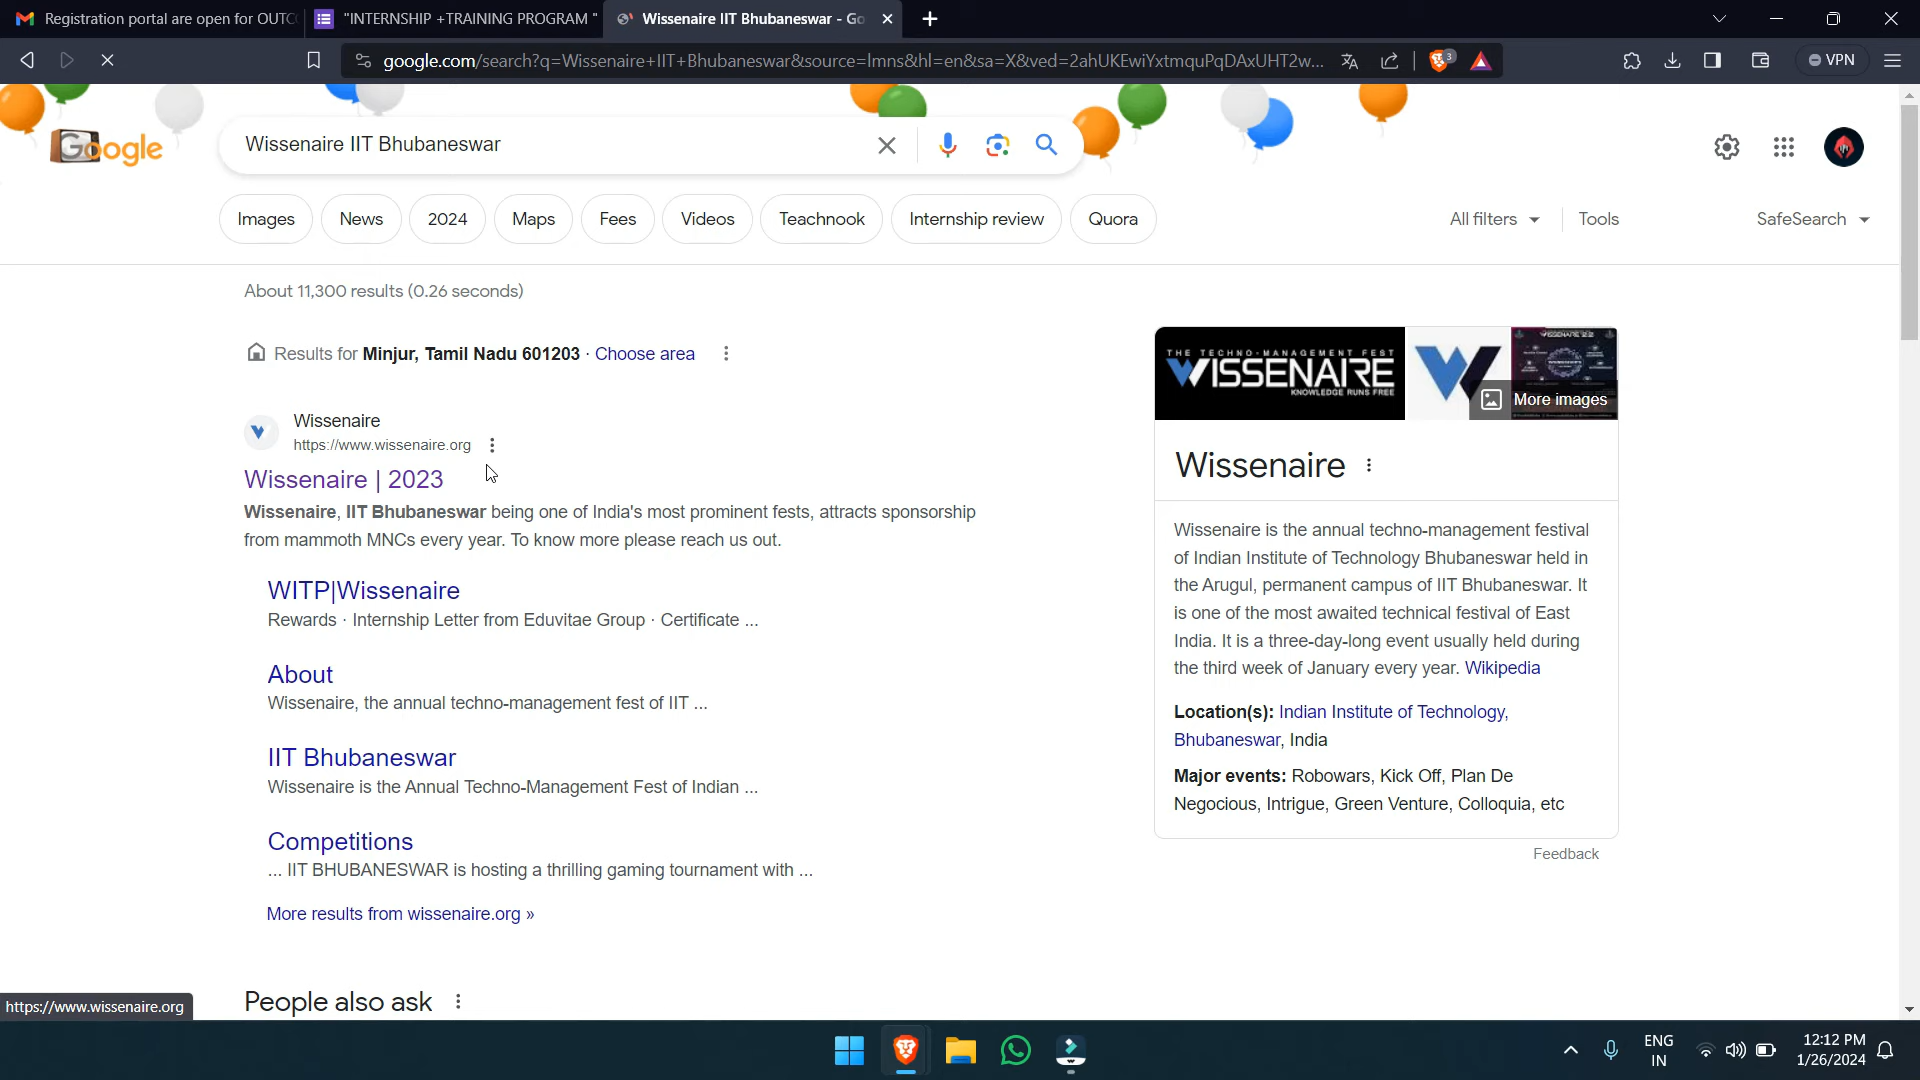 Registration portal are open for OUTC
"INTERNSHIP +TRAINING PROGRAM "
Wissenaire IIT Bhubaneswar - Go
google.com/search?q=Wissenaire+IIT+Bhubaneswar&source=lmns&hl=en&sa=X&ved=2ahUKEwiYxtmquPqDAxUHT2w...
3
VPN
Google
Wissenaire IIT Bhubaneswar
Images
News
2024
Maps
Fees
Videos
Teachnook
Internship review
Quora
All filters
Tools
SafeSearch
About 11,300 results (0.26 seconds)
Results for Minjur, Tamil Nadu 601203 · Choose area
Wissenaire
https://www.wissenaire.org
Wissenaire | 2023
Wissenaire, IIT Bhubaneswar being one of India's most prominent fests, attracts sponsorship
from mammoth MNCs every year. To know more please reach us out.
WITP|Wissenaire
Rewards · Internship Letter from Eduvitae Group · Certificate ...
About
Wissenaire, the annual techno-management fest of IIT ...
IIT Bhubaneswar
Wissenaire is the Annual Techno-Management Fest of Indian ...
Competitions
... IIT BHUBANESWAR is hosting a thrilling gaming tournament with ...
More results from wissenaire.org »
People also ask
THE TECHNO-MANAGEMENT FEST
WISSENAIRE
KNOWLEDGE RUNS FREE
More images
Wissenaire
Wissenaire is the annual techno-management festival
of Indian Institute of Technology Bhubaneswar held in
the Arugul, permanent campus of IIT Bhubaneswar. It
is one of the most awaited technical festival of East
India. It is a three-day-long event usually held during
the third week of January every year. Wikipedia
Location(s): Indian Institute of Technology,
Bhubaneswar, India
Major events: Robowars, Kick Off, Plan De
Negocious, Intrigue, Green Venture, Colloquia, etc
Feedback
https://www.wissenaire.org
ENG
IN
12:12 PM
1/26/2024